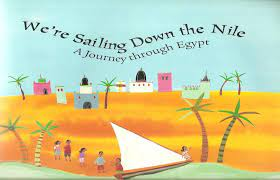 We're Sailing Down the Nile
A Journey through Egypt